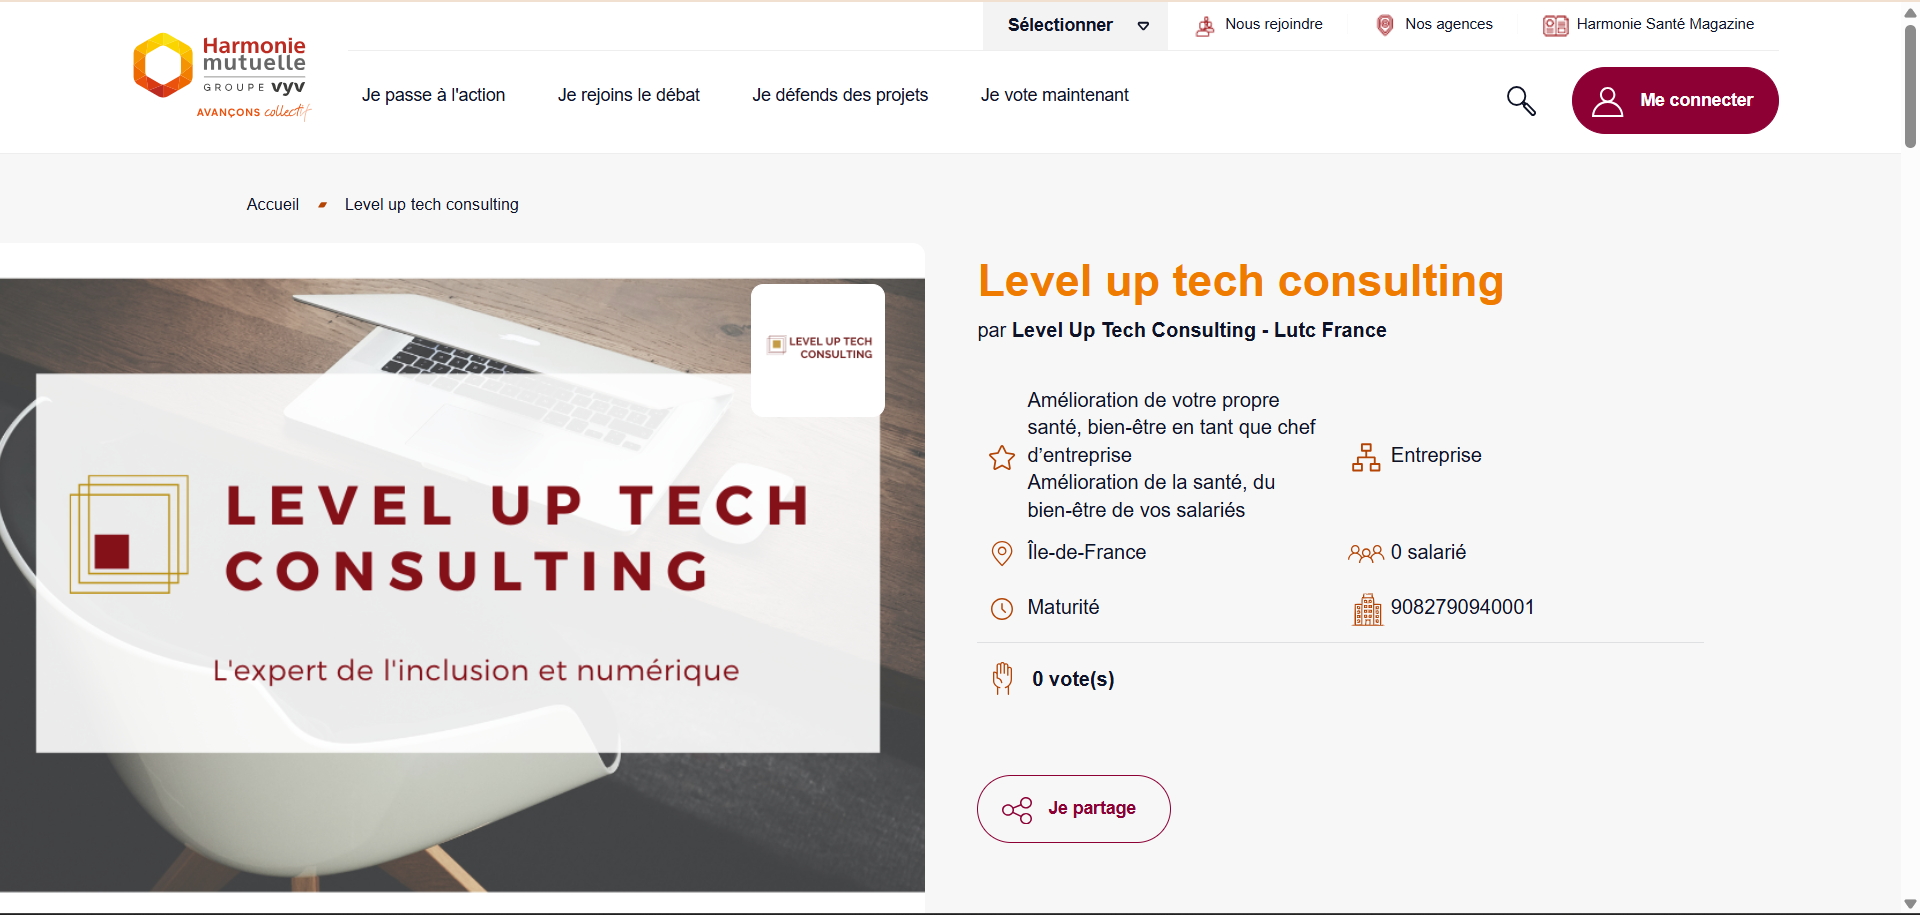 Sélectionner
Nous rejoindre
Nos agences
Harmonie Santé Magazine
Harmonie
mutuelle
GROUPE vyv
AVANÇONS collectif
Je passe à l'action
Je rejoins le débat
Je défends des projets
Je vote maintenant
Me connecter
Accueil
Level up tech consulting
LEVEL UP TECH
CONSULTING
LEVEL UP TECH
CONSULTING
L'expert de l'inclusion et numérique
Level up tech consulting
par Level Up Tech Consulting - Lutc France
Amélioration de votre propre
santé, bien-être en tant que chef
d’entreprise
Amélioration de la santé, du
bien-être de vos salariés
Entreprise
Île-de-France
0 salarié
Maturité
9082790940001
0 vote(s)
Je partage